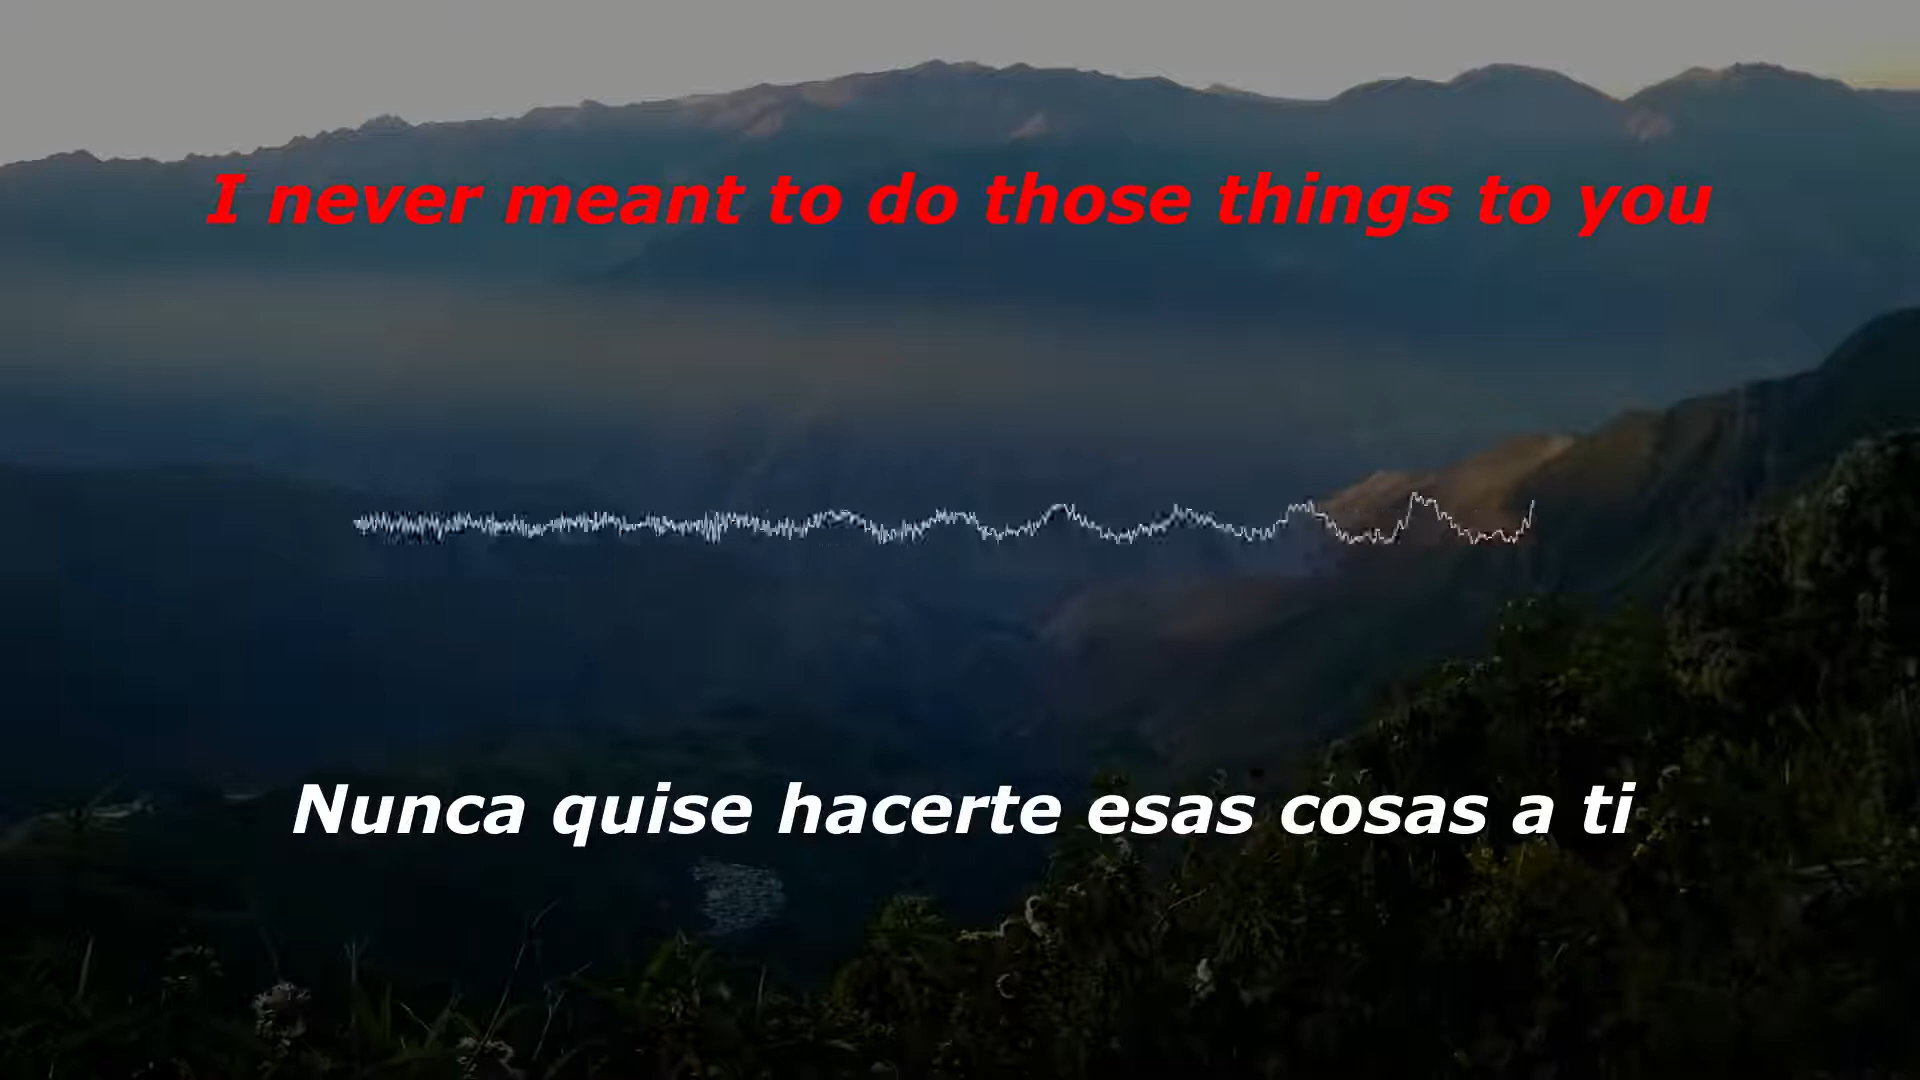 I never meant to do those things to you
Nunca quise hacerte esas cosas a ti